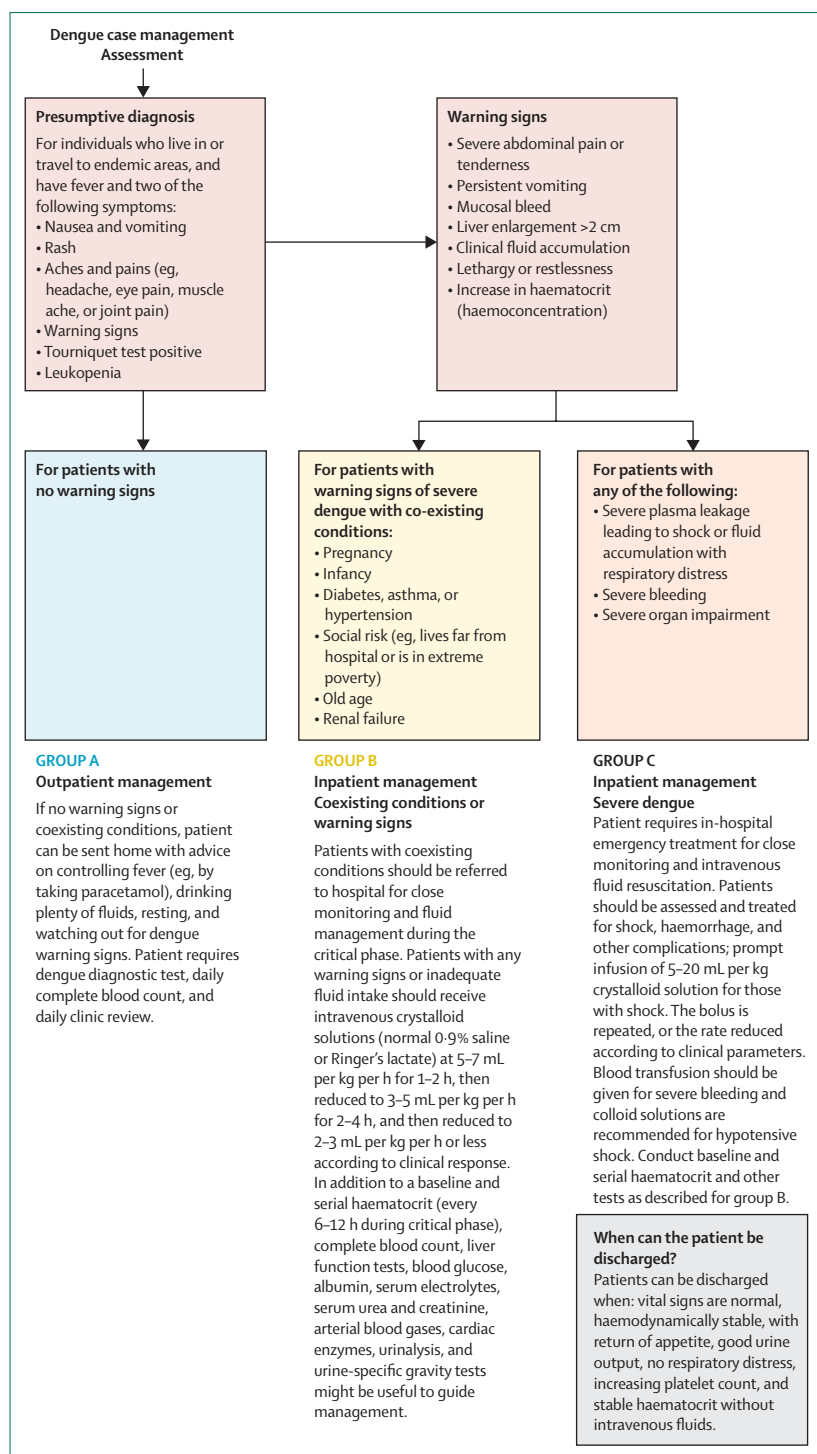 Dengue case management
Assessment
Presumptive diagnosis
For individuals who live in or
travel to endemic areas, and
have fever and two of the
following symptoms:
• Nausea and vomiting
• Rash
• Aches and pains (eg,
headache, eye pain, muscle
ache, or joint pain)
• Warning signs
• Tourniquet test positive
• Leukopenia
Warning signs
• Severe abdominal pain or
tenderness
• Persistent vomiting
• Mucosal bleed
• Liver enlargement >2 cm
• Clinical fluid accumulation
• Lethargy or restlessness
• Increase in haematocrit
(haemoconcentration)
For patients with
no warning signs
For patients with
warning signs of severe
dengue with co-existing
conditions:
• Pregnancy
• Infancy
• Diabetes, asthma, or
hypertension
• Social risk (eg, lives far from
hospital or is in extreme
poverty)
• Old age
• Renal failure
For patients with
any of the following:
• Severe plasma leakage
leading to shock or fluid
accumulation with
respiratory distress
• Severe bleeding
• Severe organ impairment
GROUP A
Outpatient management
If no warning signs or
coexisting conditions, patient
can be sent home with advice
on controlling fever (eg, by
taking paracetamol), drinking
plenty of fluids, resting, and
watching out for dengue
warning signs. Patient requires
dengue diagnostic test, daily
complete blood count, and
daily clinic review.
GROUP B
Inpatient management
Coexisting conditions or
warning signs
Patients with coexisting
conditions should be referred
to hospital for close
monitoring and fluid
management during the
critical phase. Patients with any
warning signs or inadequate
fluid intake should receive
intravenous crystalloid
solutions (normal 0·9% saline
or Ringer's lactate) at 5–7 mL
per kg per h for 1–2 h, then
reduced to 3–5 mL per kg per h
for 2–4 h, and then reduced to
2–3 mL per kg per h or less
according to clinical response.
In addition to a baseline and
serial haematocrit (every
6–12 h during critical phase),
complete blood count, liver
function tests, blood glucose,
albumin, serum electrolytes,
serum urea and creatinine,
arterial blood gases, cardiac
enzymes, urinalysis, and
urine-specific gravity tests
might be useful to guide
management.
GROUP C
Inpatient management
Severe dengue
Patient requires in-hospital
emergency treatment for close
monitoring and intravenous
fluid resuscitation. Patients
should be assessed and treated
for shock, haemorrhage, and
other complications; prompt
infusion of 5–20 mL per kg
crystalloid solution for those
with shock. The bolus is
repeated, or the rate reduced
according to clinical parameters.
Blood transfusion should be
given for severe bleeding and
colloid solutions are
recommended for hypotensive
shock. Conduct baseline and
serial haematocrit and other
tests as described for group B.
When can the patient be
discharged?
Patients can be discharged
when: vital signs are normal,
haemodynamically stable, with
return of appetite, good urine
output, no respiratory distress,
increasing platelet count, and
stable haematocrit without
intravenous fluids.